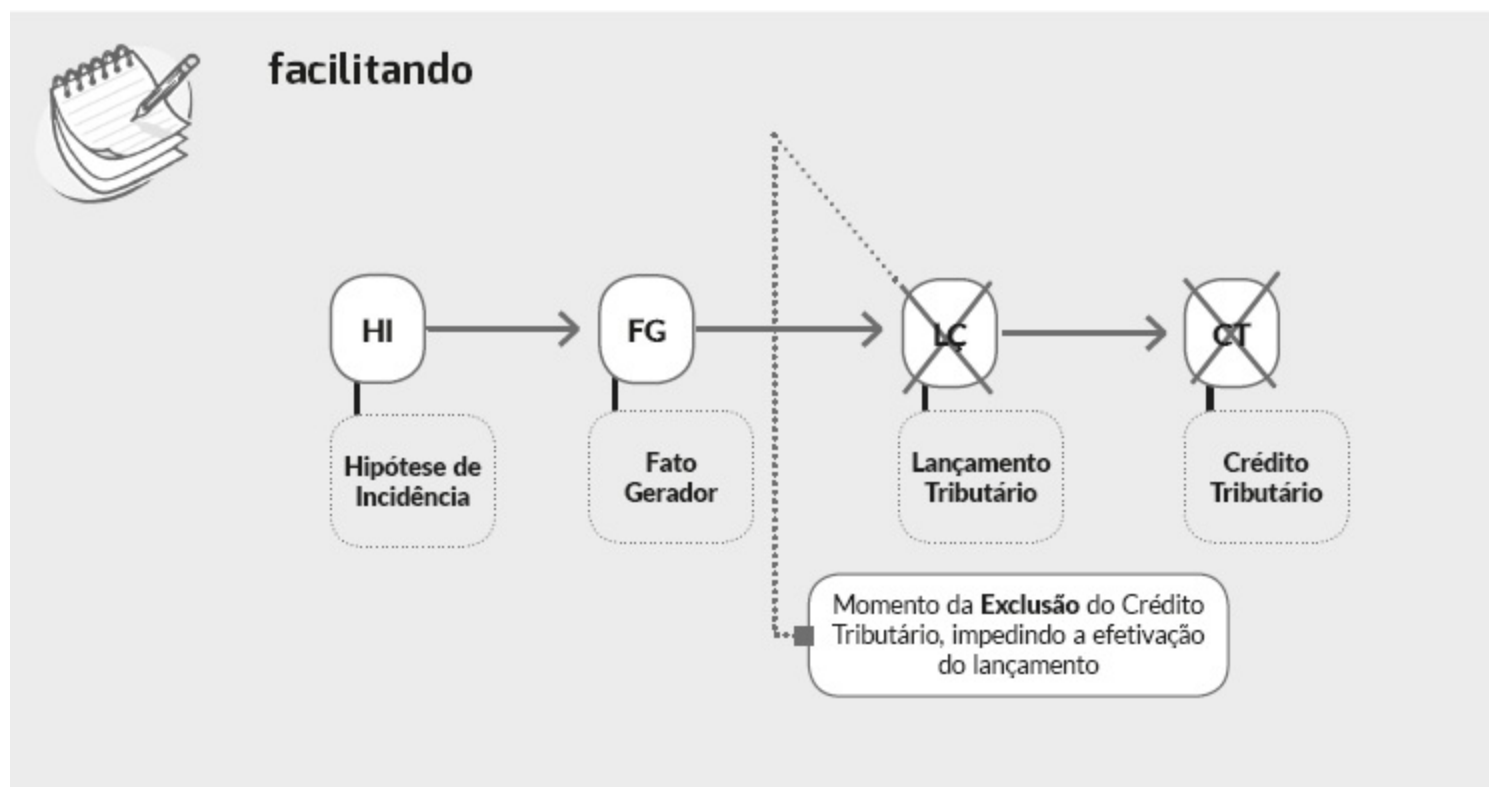 facilitando
HI
FG
LÇ
CT
Hipótese de
Incidência
Fato
Gerador
Lançamento
Tributário
Crédito
Tributário
Momento da Exclusão do Crédito
Tributário, impedindo a efetivação
do lançamento